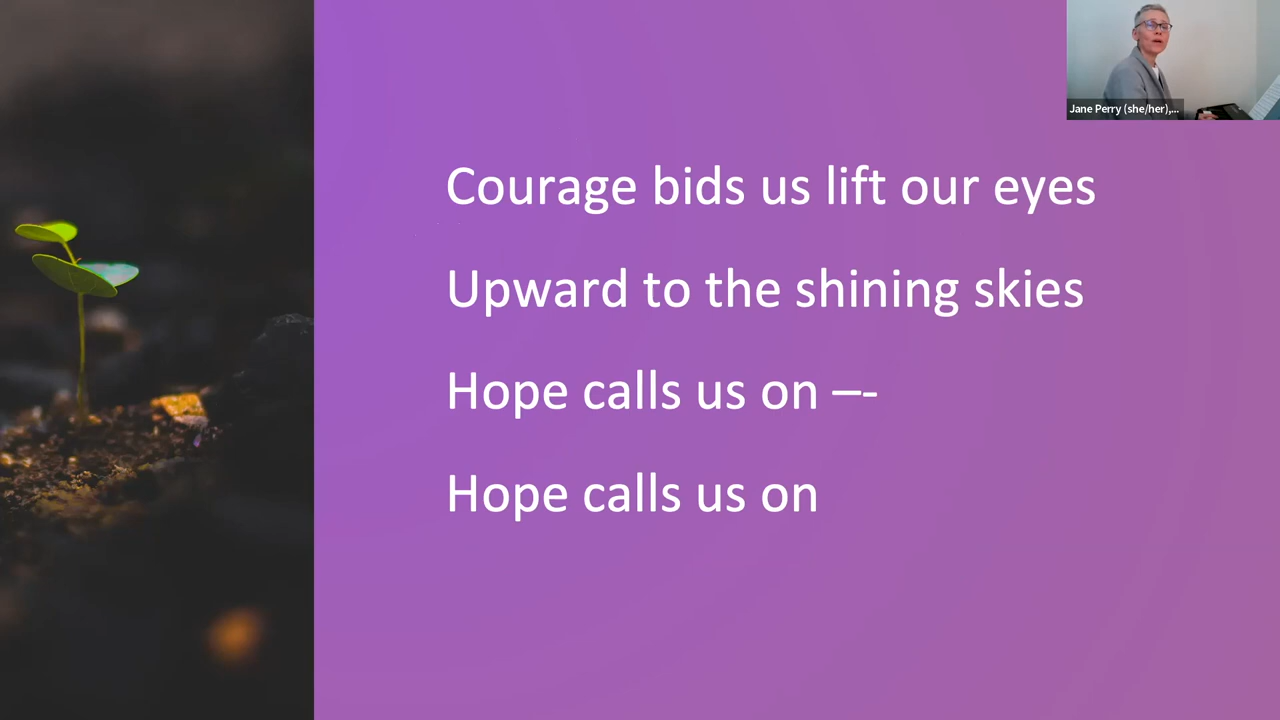 Jane Perry (she/her),...
Courage bids us lift our eyes
Upward to the shining skies
Hope calls us on –-
Hope calls us on